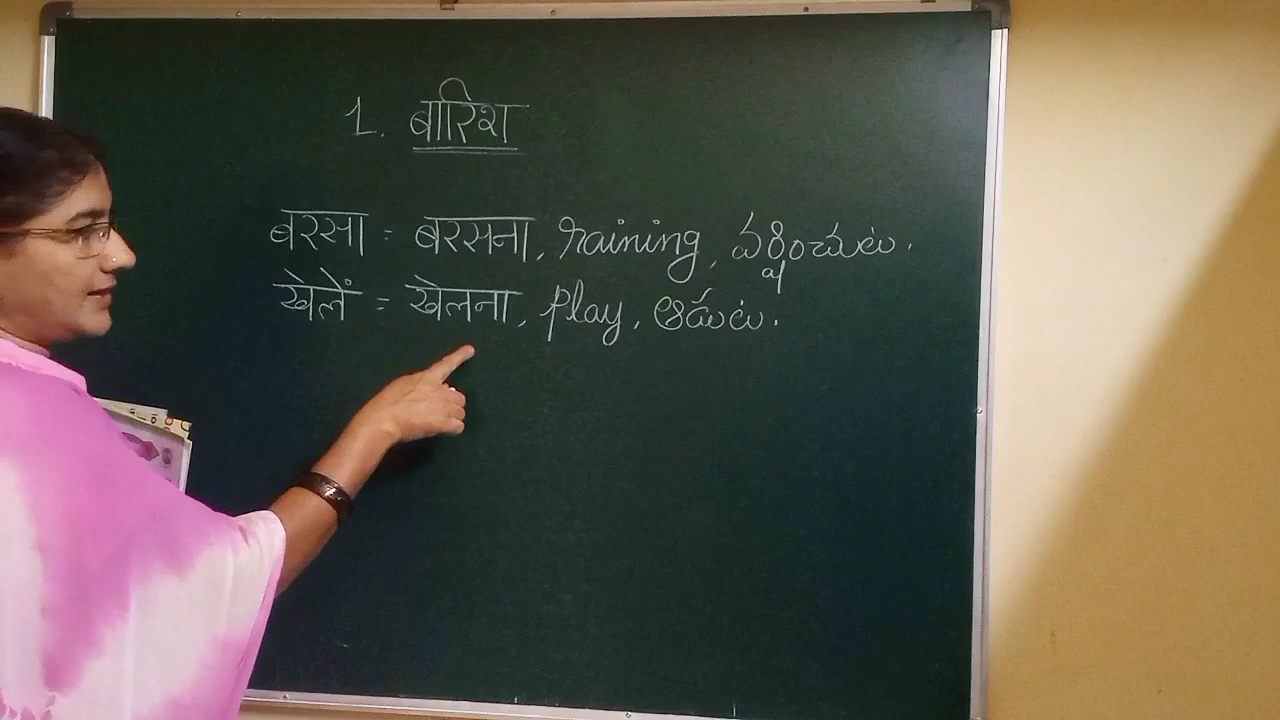 1. बारिश
बरसा = बरसना, raining, వర్షించుట.
खेलें = खेलना, play, ఆడుట.